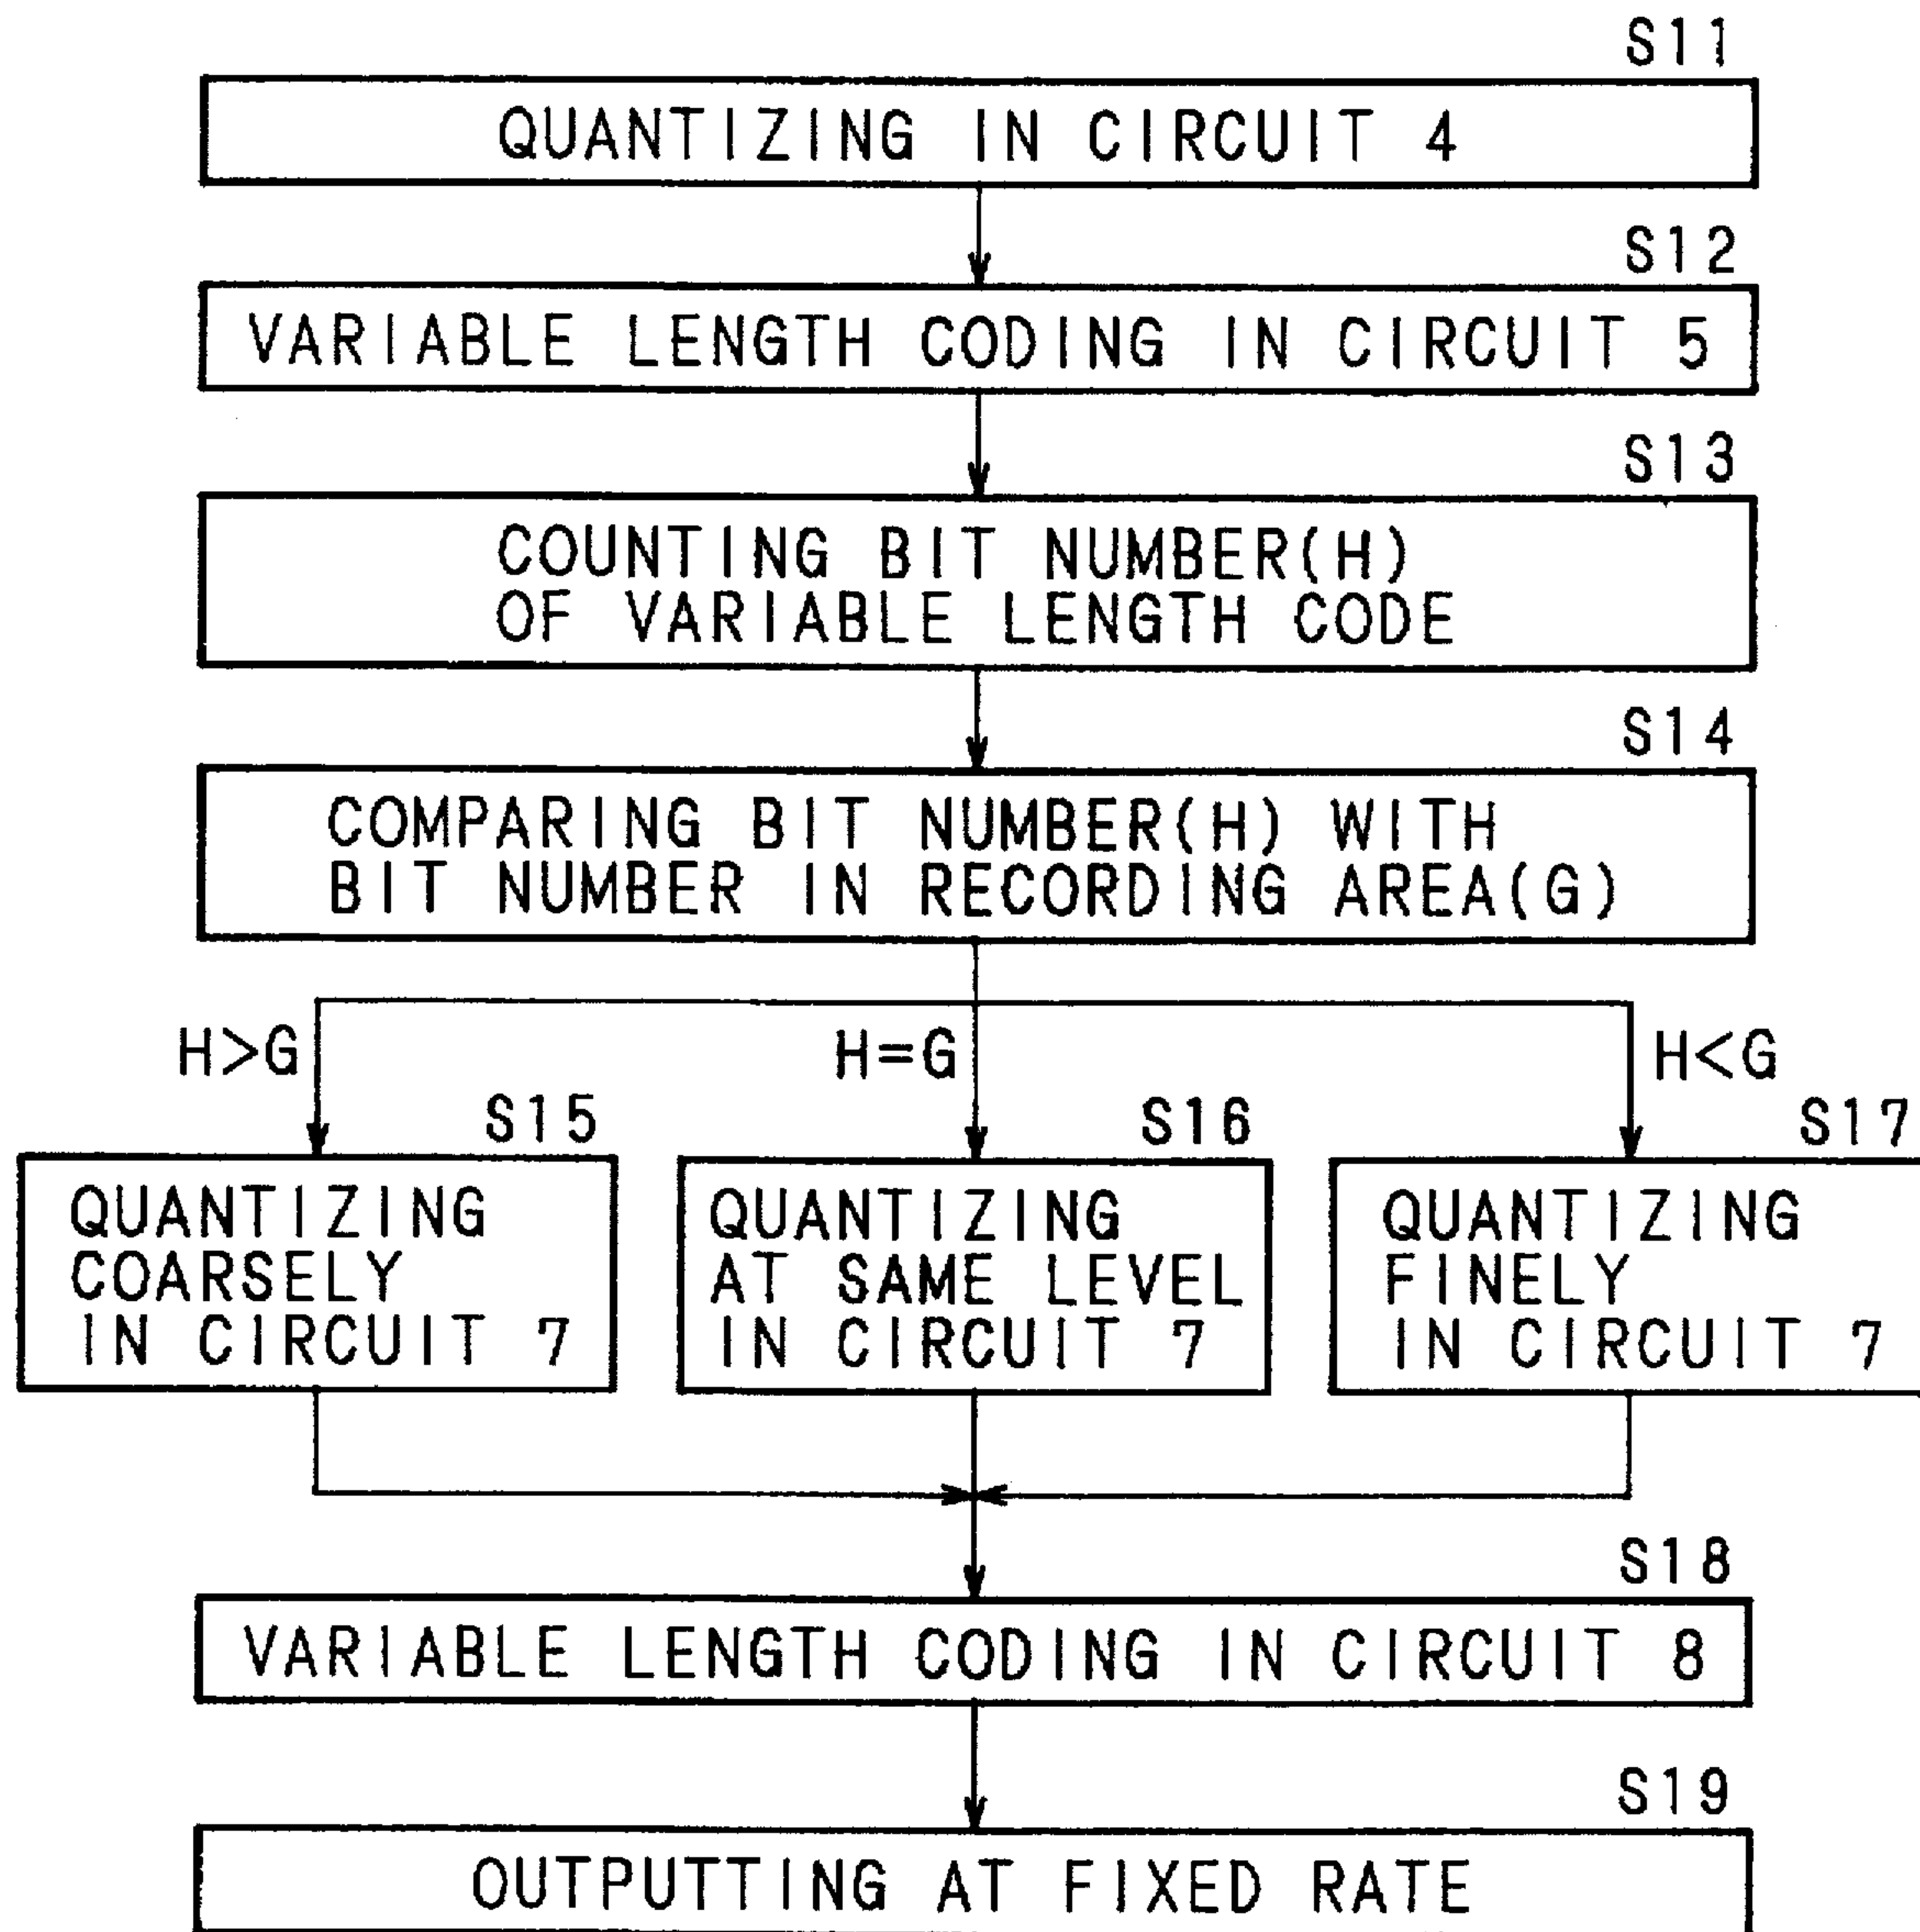 S11
QUANTIZING IN CIRCUIT 4
S12
VARIABLE LENGTH CODING IN CIRCUIT 5
S13
COUNTING BIT NUMBER(H)
OF VARIABLE LENGTH CODE
S14
COMPARING BIT NUMBER(H) WITH
BIT NUMBER IN RECORDING AREA(G)
H>G
H=G
H<G
S15
QUANTIZING
COARSELY
IN CIRCUIT 7
S16
QUANTIZING
AT SAME LEVEL
IN CIRCUIT 7
S17
QUANTIZING
FINELY
IN CIRCUIT 7
S18
VARIABLE LENGTH CODING IN CIRCUIT 8
S19
OUTPUTTING AT FIXED RATE